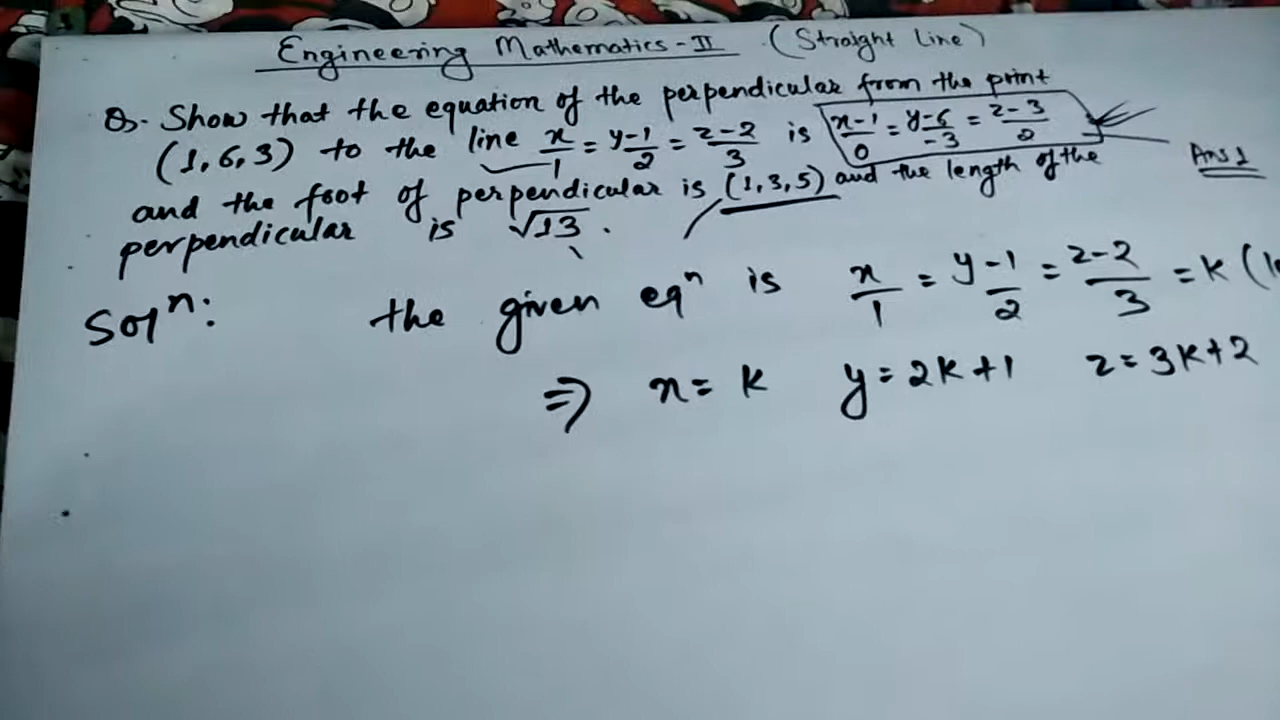 Engineering Mathematics-II (Straight Line)
Q.- Show that the equation of the perpendicular from the print
(1,6,3) to the line x/1 = y-1/2 = z-2/3 is x-1/0 = y-6/-3 = z-3/0
Ans 1
and the foot of perpendicular is (1,3,5) and the length of the
perpendicular is √13.
Solⁿ: the given eqⁿ is x/1 = y-1/2 = z-2/3 = k (
⇒ x = k y = 2k+1 z = 3k+2